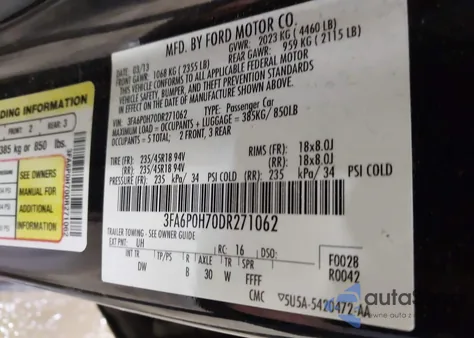 MFD. BY FORD MOTOR CO.
03/13 GVWR: 2023 KG ( 4460 LB)
FRONT GAWR: 1068 KG ( 2355 LB) REAR GAWR: 959 KG ( 2115 LB)
THIS VEHICLE CONFORMS TO ALL APPLICABLE FEDERAL MOTOR
VEHICLE SAFETY, BUMPER, AND THEFT PREVENTION STANDARDS
IN EFFECT ON THE DATE OF MANUFACTURE SHOWN ABOVE.
VIN: 3FA6P0H70DR271062 TYPE: Passenger Car
MAXIMUM LOAD = OCCUPANTS + LUGGAGE = 385KG/ 850LB
OCCUPANTS = 5 TOTAL; 2 FRONT, 3 REAR
TIRE (FR) 235/45R18 94V RIMS (FR): 18x8.0J
(RR) 235/45R18 94V (RR): 18x8.0J
PRESSURE (FR) 235 kPa/ 34 PSI COLD (RR) 235 kPa/ 34 PSI COLD
3FA6P0H70DR271062
TRAILER TOWING - SEE OWNER GUIDE
EXT PNT: UH RC: 16 DSO: F0028
INT TR TP/PS R AXLE TR SPR R0042
DW B 30 W FFFF
CMC 5U5A-5420472-AA
DING INFORMATION
FRONT: 2 REAR: 3
385 kg or 850 lbs.
SEE OWNERS
MANUAL FOR
ADDITIONAL
INFORMATION